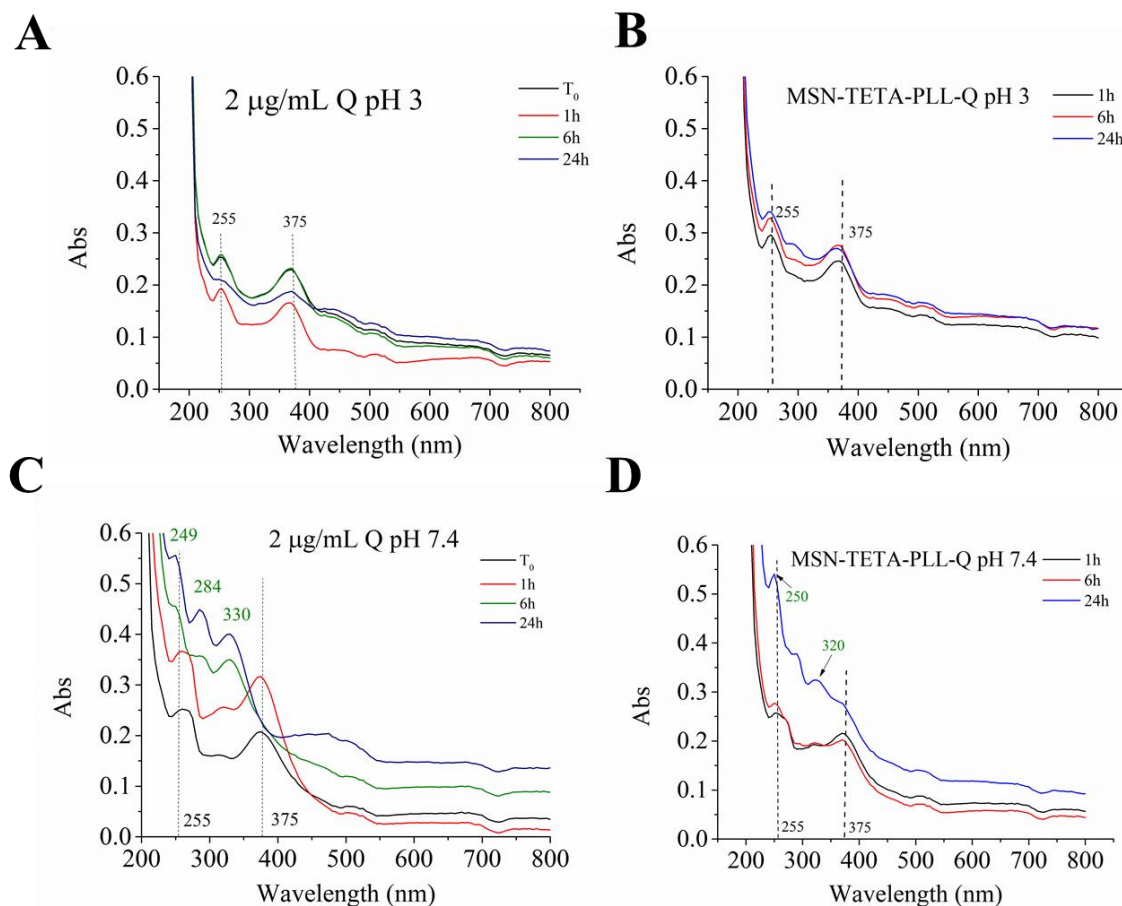 A
2 μg/mL Q pH 3
T0
1h
6h
24h
255
375
Abs
0.6
0.5
0.4
0.3
0.2
0.1
0.0
200 300 400 500 600 700 800
Wavelength (nm)
B
MSN-TETA-PLL-Q pH 3
1h
6h
24h
255
375
Abs
0.6
0.5
0.4
0.3
0.2
0.1
0.0
200 300 400 500 600 700 800
Wavelength (nm)
C
2 μg/mL Q pH 7.4
T0
1h
6h
24h
249
284
330
255
375
Abs
0.6
0.5
0.4
0.3
0.2
0.1
0.0
200 300 400 500 600 700 800
Wavelength (nm)
D
MSN-TETA-PLL-Q pH 7.4
1h
6h
24h
250
320
255
375
Abs
0.6
0.5
0.4
0.3
0.2
0.1
0.0
200 300 400 500 600 700 800
Wavelength (nm)